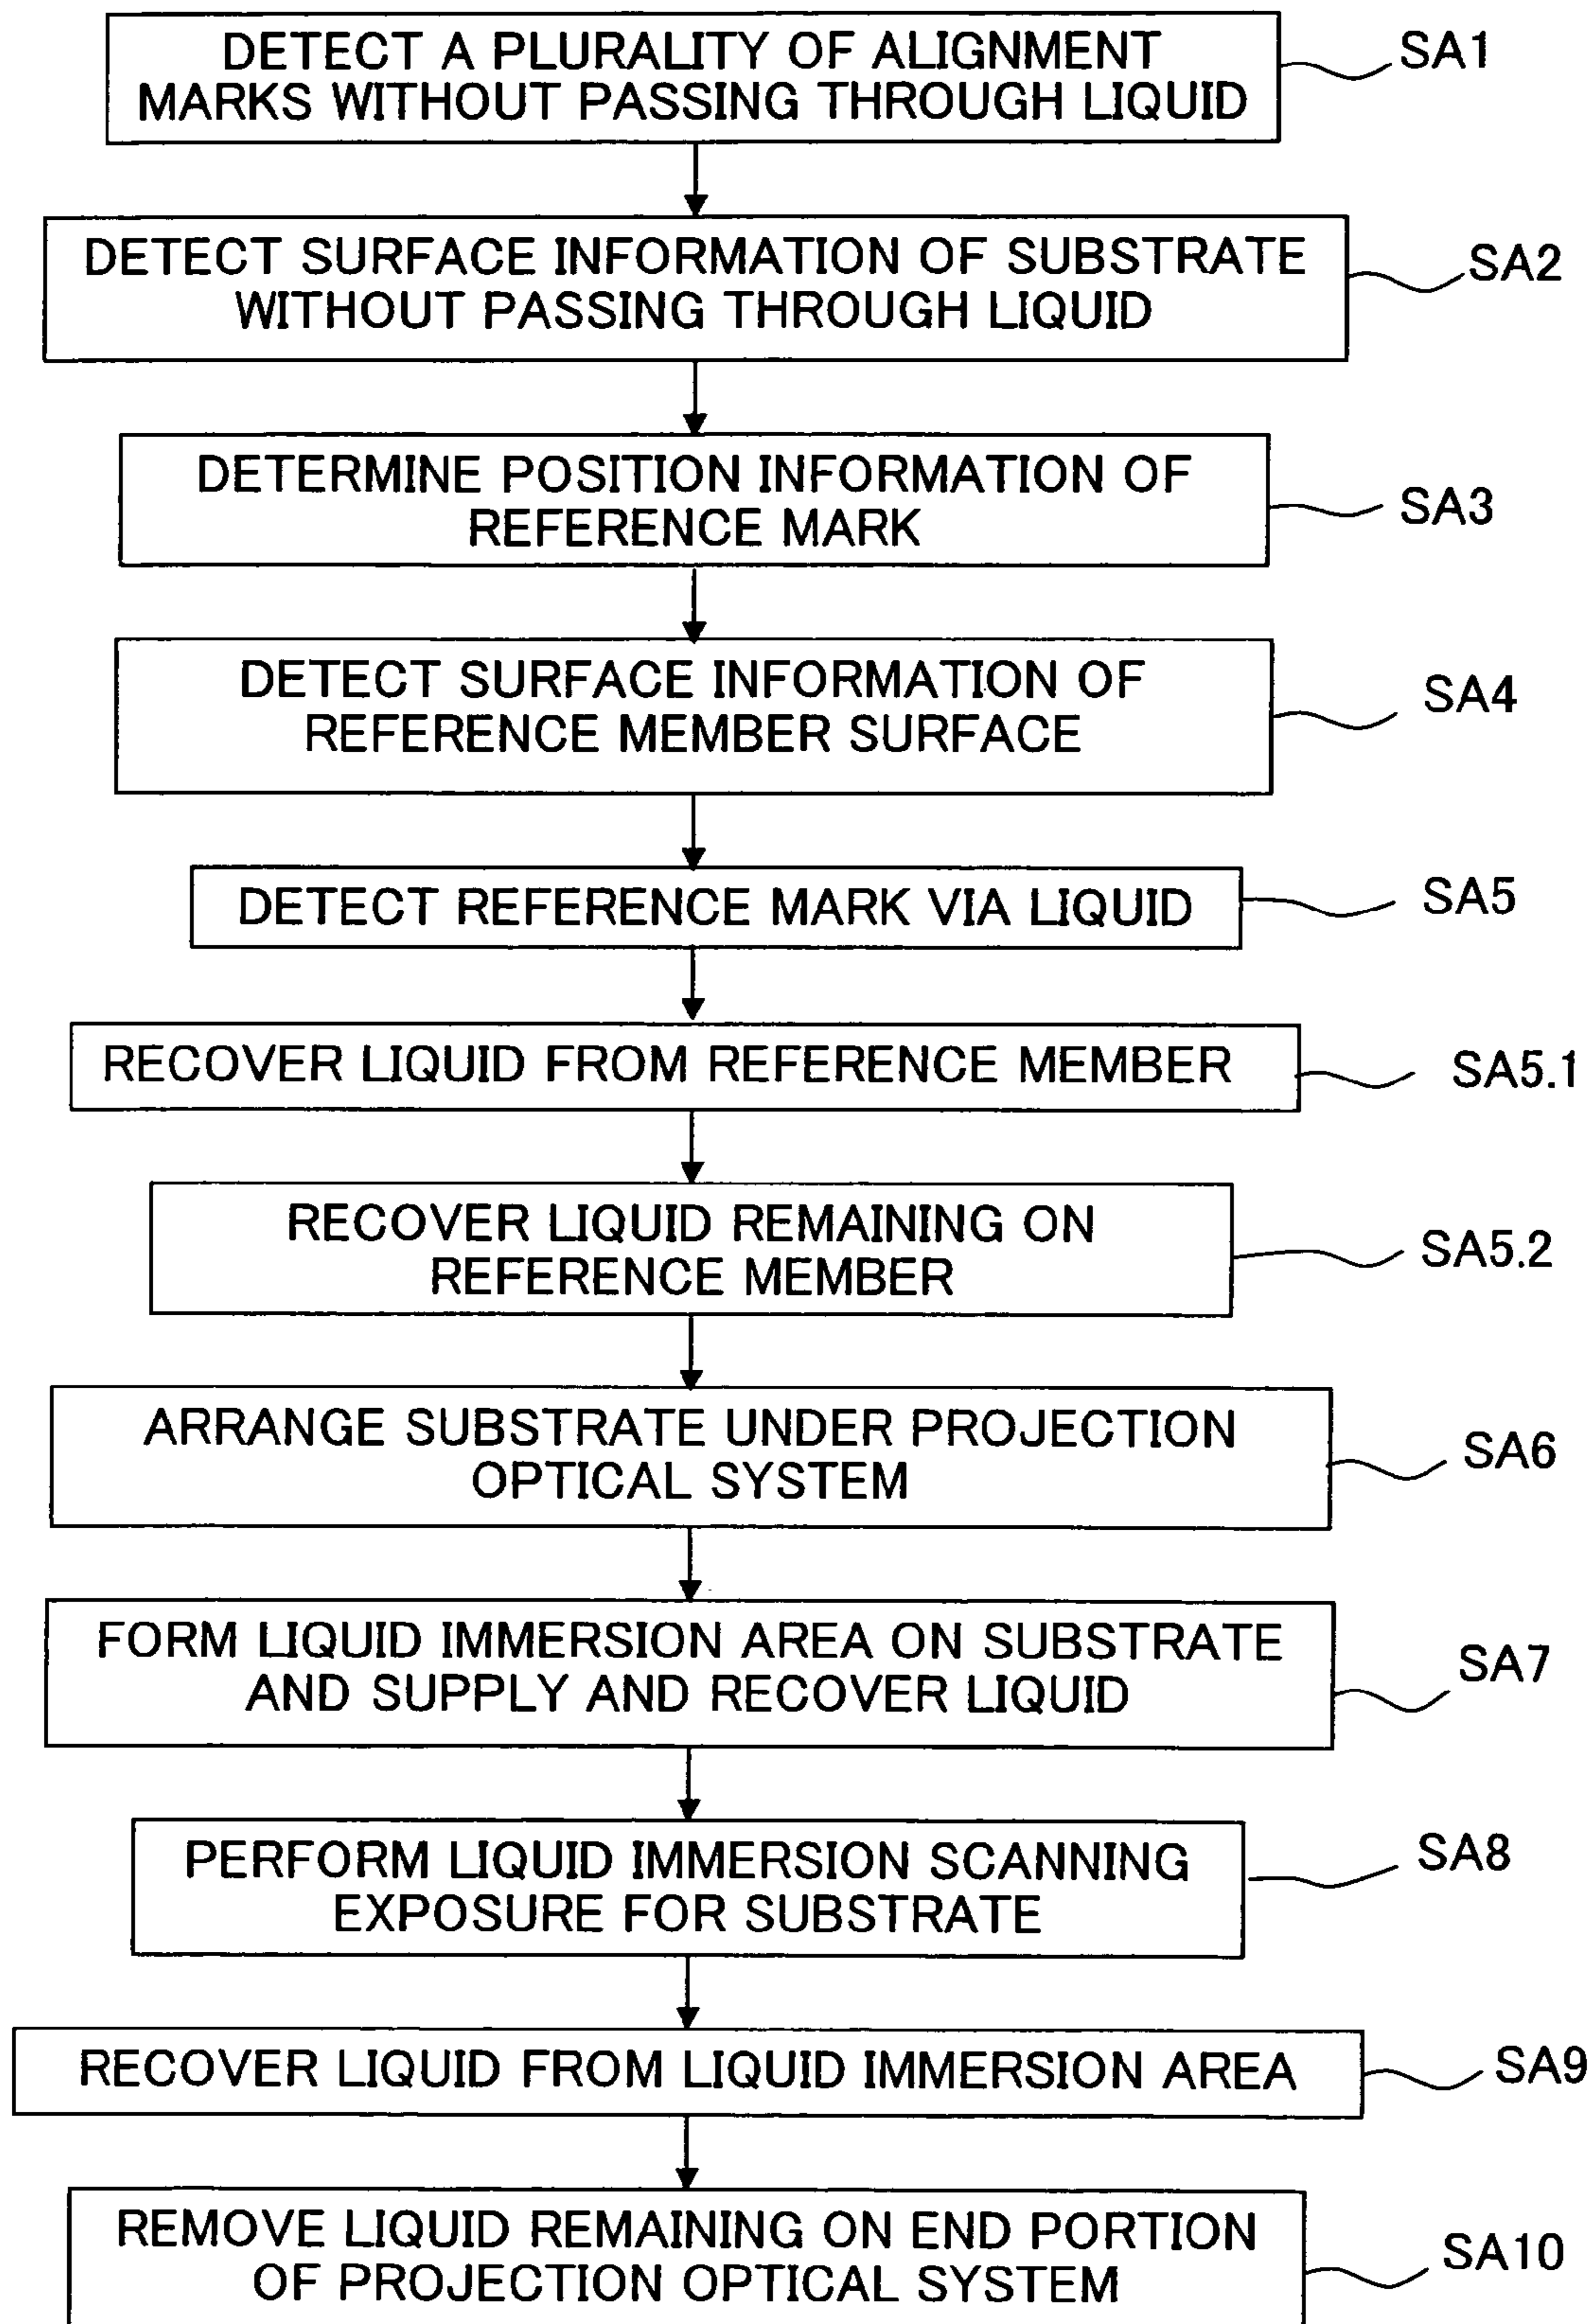 DETECT A PLURALITY OF ALIGNMENT
MARKS WITHOUT PASSING THROUGH LIQUID
SA1
DETECT SURFACE INFORMATION OF SUBSTRATE
WITHOUT PASSING THROUGH LIQUID
SA2
DETERMINE POSITION INFORMATION OF
REFERENCE MARK
SA3
DETECT SURFACE INFORMATION OF
REFERENCE MEMBER SURFACE
SA4
DETECT REFERENCE MARK VIA LIQUID
SA5
RECOVER LIQUID FROM REFERENCE MEMBER
SA5.1
RECOVER LIQUID REMAINING ON
REFERENCE MEMBER
SA5.2
ARRANGE SUBSTRATE UNDER PROJECTION
OPTICAL SYSTEM
SA6
FORM LIQUID IMMERSION AREA ON SUBSTRATE
AND SUPPLY AND RECOVER LIQUID
SA7
PERFORM LIQUID IMMERSION SCANNING
EXPOSURE FOR SUBSTRATE
SA8
RECOVER LIQUID FROM LIQUID IMMERSION AREA
SA9
REMOVE LIQUID REMAINING ON END PORTION
OF PROJECTION OPTICAL SYSTEM
SA10